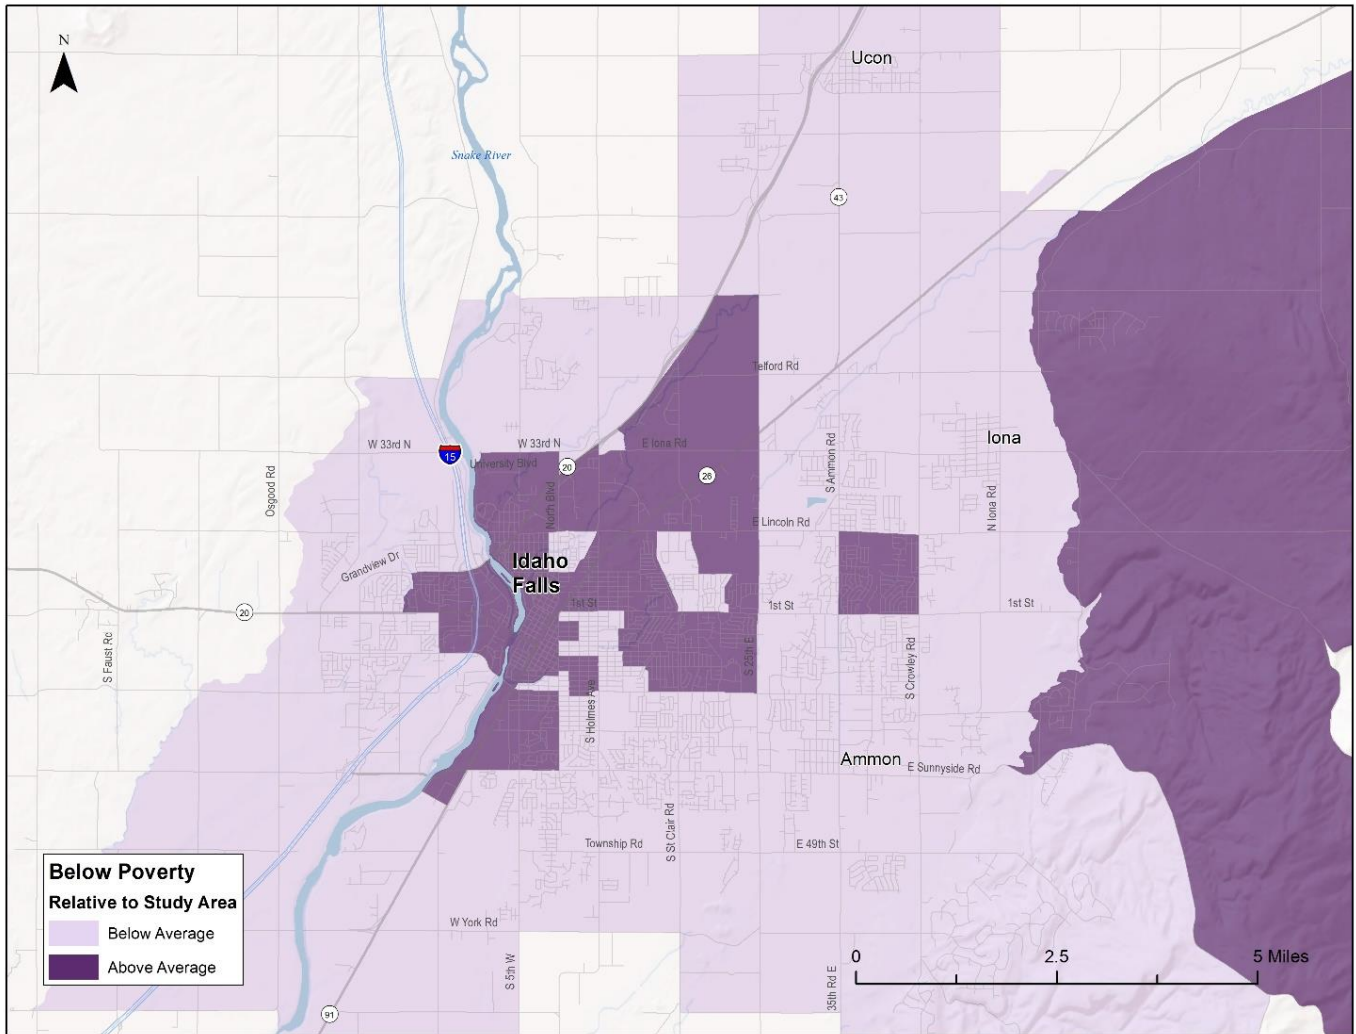 N
Ucon
Snake River
43
Telford Rd
W 33rd N
W 33rd N
E Iona Rd
Iona
15
University Blvd
20
26
Osgood Rd
North Blvd
S Ammon Rd
N Iona Rd
E Lincoln Rd
Grandview Dr
Idaho
Falls
20
1st St
1st St
1st St
S Faust Rd
S 25th E
S Crowley Rd
S Holmes Ave
Ammon
E Sunnyside Rd
S St Clair Rd
Township Rd
E 49th St
Below Poverty
Relative to Study Area
Below Average
Above Average
W York Rd
S 5th W
35th Rd E
91
0 2.5 5 Miles